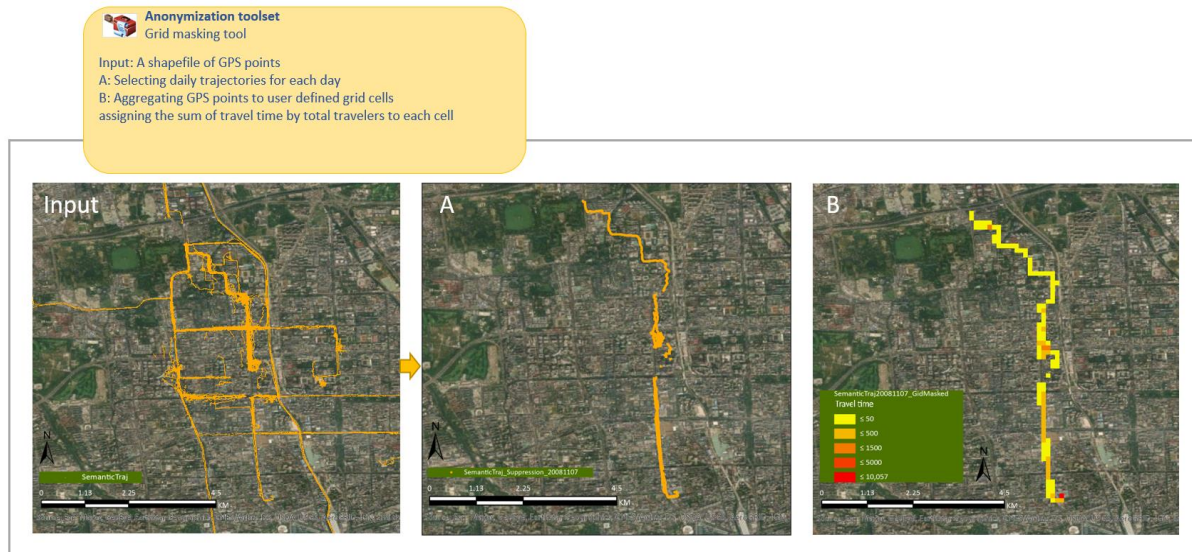 Anonymization toolset
Grid masking tool
Input: A shapefile of GPS points
A: Selecting daily trajectories for each day
B: Aggregating GPS points to user defined grid cells
assigning the sum of travel time by total travelers to each cell
Input
N
SemanticTraj
0 1.13 2.25 4.5
KM
A
N
SemanticTraj_Suppression_20081107
0 1.13 2.25 4.5
KM
B
SemanticTraj20081107_GidMasked
Travel time
≤ 50
≤ 500
≤ 1500
≤ 5000
≤ 10,057
N
0 1.13 2.25 4.5
KM